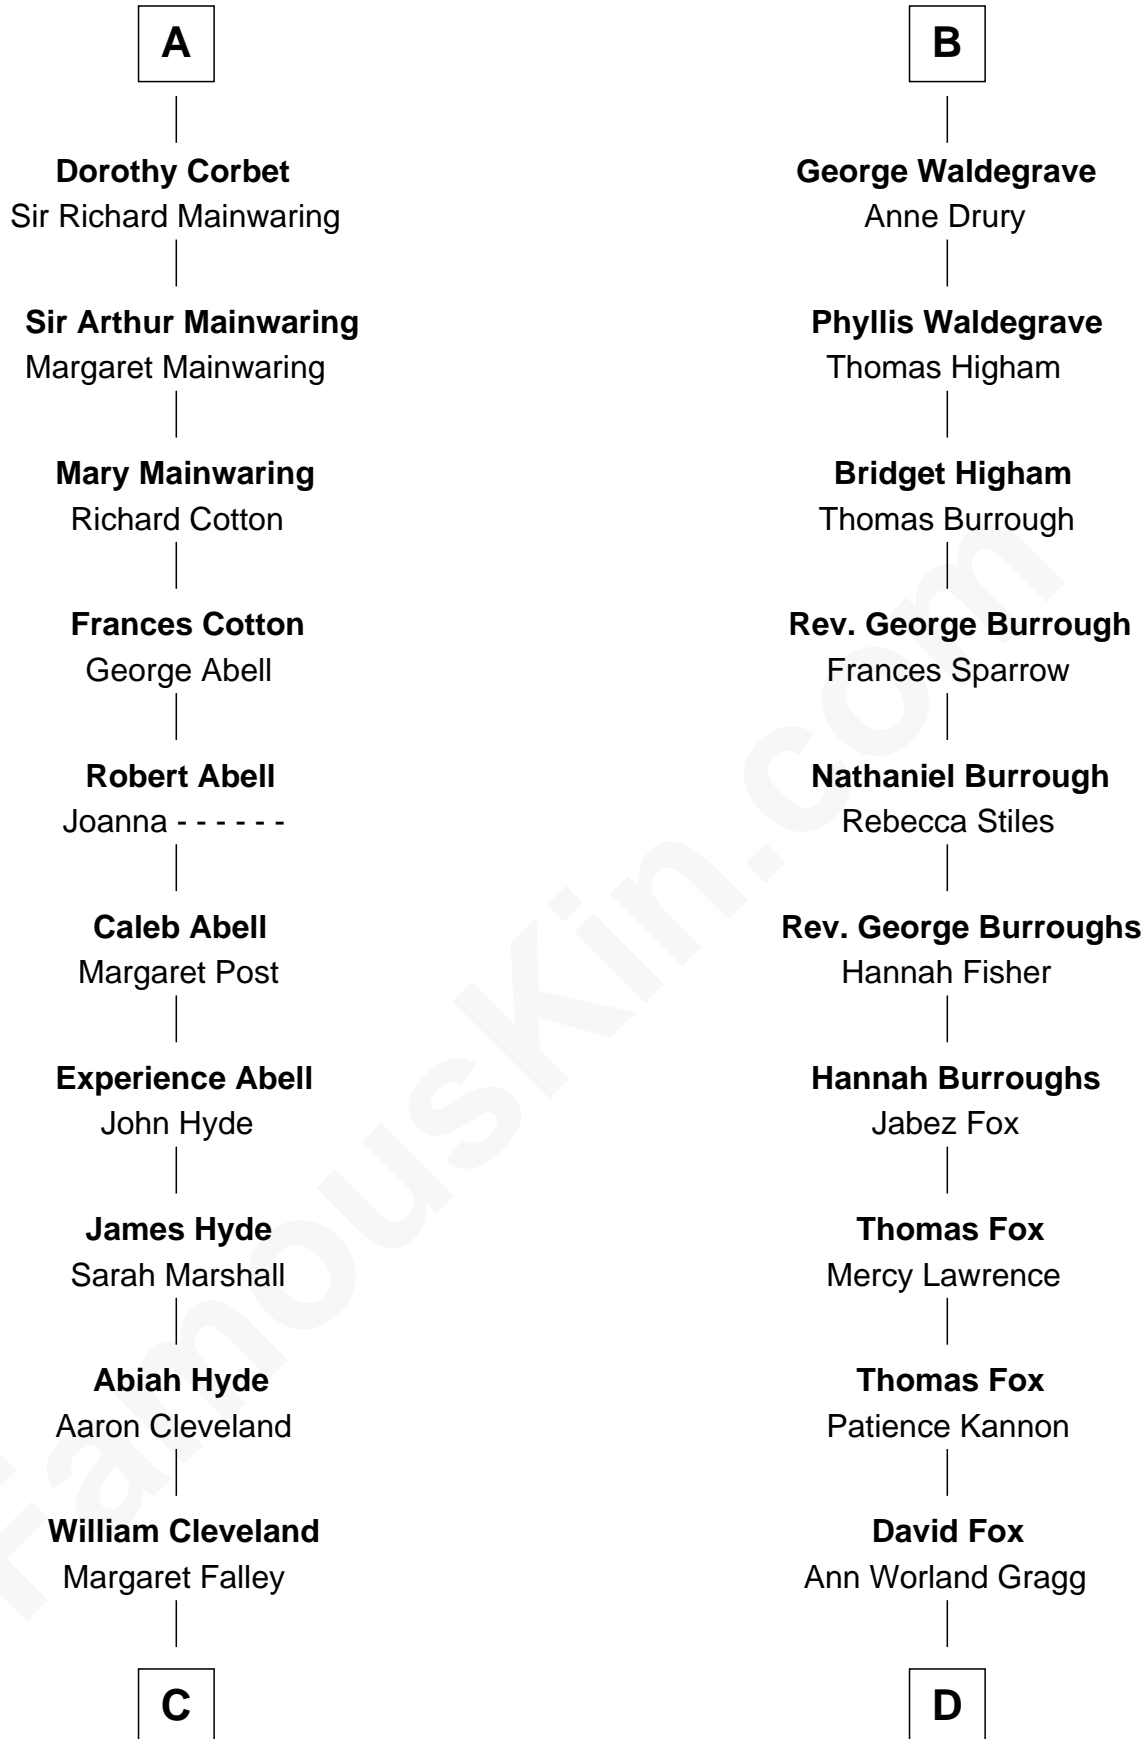 A
Dorothy Corbet
Sir Richard Mainwaring
Sir Arthur Mainwaring
Margaret Mainwaring
Mary Mainwaring
Richard Cotton
Frances Cotton
George Abell
Robert Abell
Joanna - - - - - -
Caleb Abell
Margaret Post
Experience Abell
John Hyde
James Hyde
Sarah Marshall
Abiah Hyde
Aaron Cleveland
William Cleveland
Margaret Falley
C
B
George Waldegrave
Anne Drury
Phyllis Waldegrave
Thomas Higham
Bridget Higham
Thomas Burrough
Rev. George Burrough
Frances Sparrow
Nathaniel Burrough
Rebecca Stiles
Rev. George Burroughs
Hannah Fisher
Hannah Burroughs
Jabez Fox
Thomas Fox
Mercy Lawrence
Thomas Fox
Patience Kannon
David Fox
Ann Worland Gragg
D
FamousKin.com